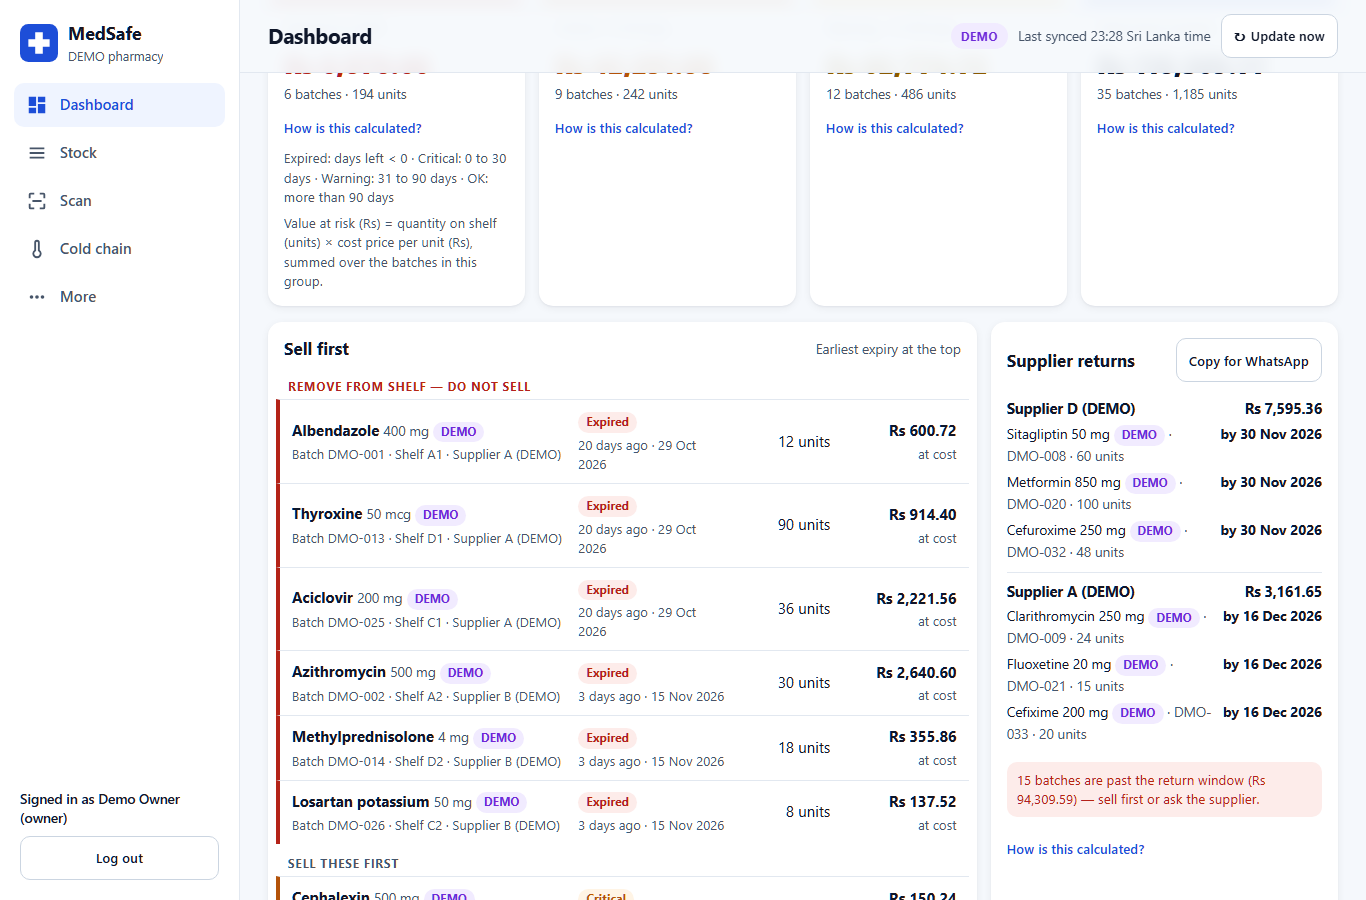 MedSafe
DEMO pharmacy
Dashboard
Stock
Scan
Cold chain
More
Signed in as Demo Owner
(owner)
Log out
Dashboard
DEMO
Last synced 23:28 Sri Lanka time
↻ Update now
6 batches · 194 units
How is this calculated?
Expired: days left < 0 · Critical: 0 to 30
days · Warning: 31 to 90 days · OK:
more than 90 days
Value at risk (Rs) = quantity on shelf
(units) × cost price per unit (Rs),
summed over the batches in this
group.
9 batches · 242 units
How is this calculated?
12 batches · 486 units
How is this calculated?
35 batches · 1,185 units
How is this calculated?
Sell first
Earliest expiry at the top
REMOVE FROM SHELF — DO NOT SELL
Albendazole 400 mg DEMO
Batch DMO-001 · Shelf A1 · Supplier A (DEMO)
Expired
20 days ago · 29 Oct
2026
12 units
Rs 600.72
at cost
Thyroxine 50 mcg DEMO
Batch DMO-013 · Shelf D1 · Supplier A (DEMO)
Expired
20 days ago · 29 Oct
2026
90 units
Rs 914.40
at cost
Aciclovir 200 mg DEMO
Batch DMO-025 · Shelf C1 · Supplier A (DEMO)
Expired
20 days ago · 29 Oct
2026
36 units
Rs 2,221.56
at cost
Azithromycin 500 mg DEMO
Batch DMO-002 · Shelf A2 · Supplier B (DEMO)
Expired
3 days ago · 15 Nov 2026
30 units
Rs 2,640.60
at cost
Methylprednisolone 4 mg DEMO
Batch DMO-014 · Shelf D2 · Supplier B (DEMO)
Expired
3 days ago · 15 Nov 2026
18 units
Rs 355.86
at cost
Losartan potassium 50 mg DEMO
Batch DMO-026 · Shelf C2 · Supplier B (DEMO)
Expired
3 days ago · 15 Nov 2026
8 units
Rs 137.52
at cost
SELL THESE FIRST
Cephalexin 500 mg DEMO
Critical
Rs 150.24
Supplier returns
Copy for WhatsApp
Supplier D (DEMO) Rs 7,595.36
Sitagliptin 50 mg DEMO · by 30 Nov 2026
DMO-008 · 60 units
Metformin 850 mg DEMO · by 30 Nov 2026
DMO-020 · 100 units
Cefuroxime 250 mg DEMO · by 30 Nov 2026
DMO-032 · 48 units
Supplier A (DEMO) Rs 3,161.65
Clarithromycin 250 mg DEMO · by 16 Dec 2026
DMO-009 · 24 units
Fluoxetine 20 mg DEMO · by 16 Dec 2026
DMO-021 · 15 units
Cefixime 200 mg DEMO · DMO- by 16 Dec 2026
033 · 20 units
15 batches are past the return window (Rs
94,309.59) — sell first or ask the supplier.
How is this calculated?